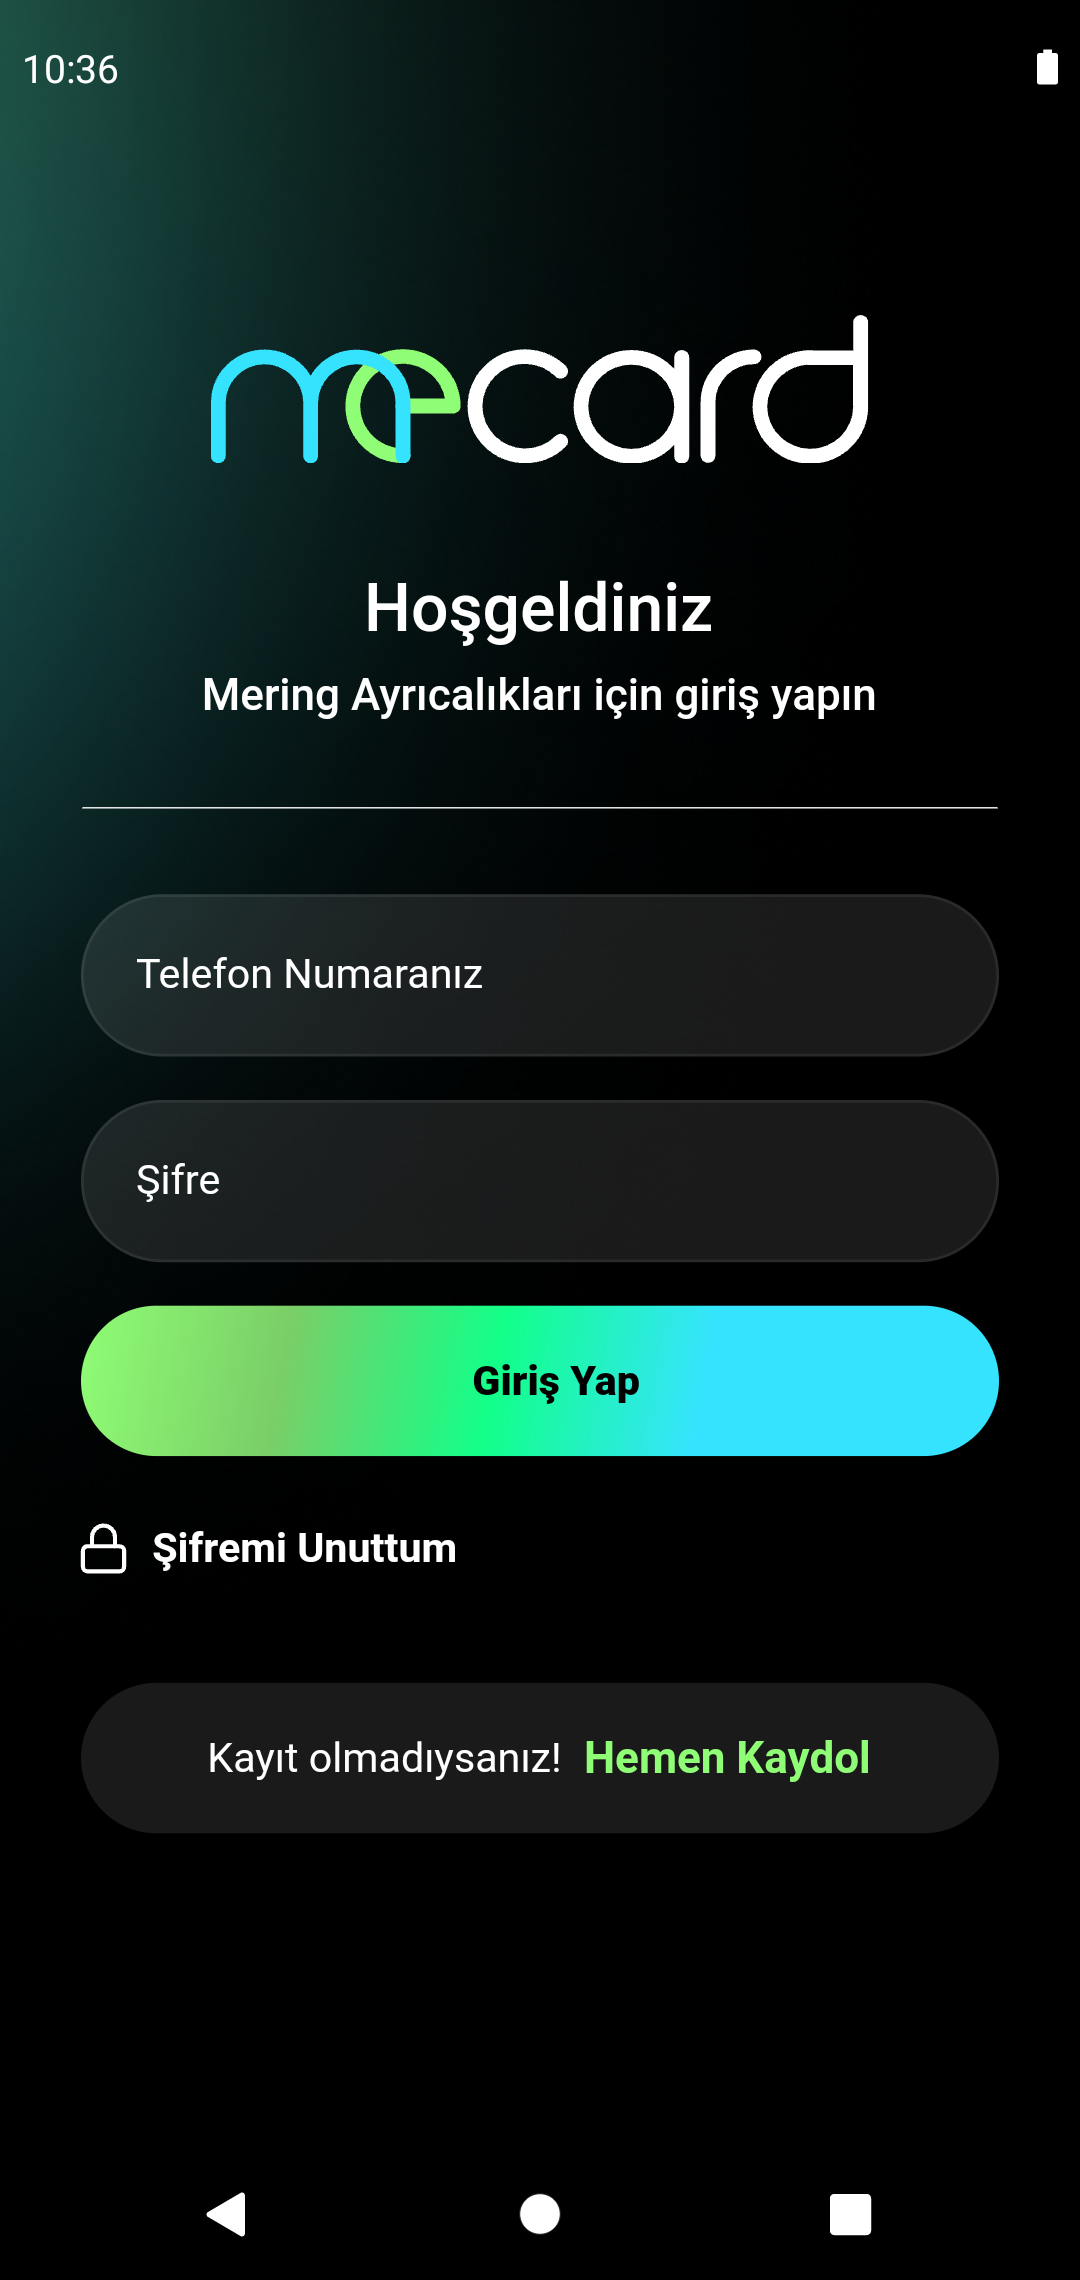 10:36
mecard
Hoşgeldiniz
Mering Ayrıcalıkları için giriş yapın
Telefon Numaranız
Şifre
Giriş Yap
Şifremi Unuttum
Kayıt olmadıysanız! Hemen Kaydol